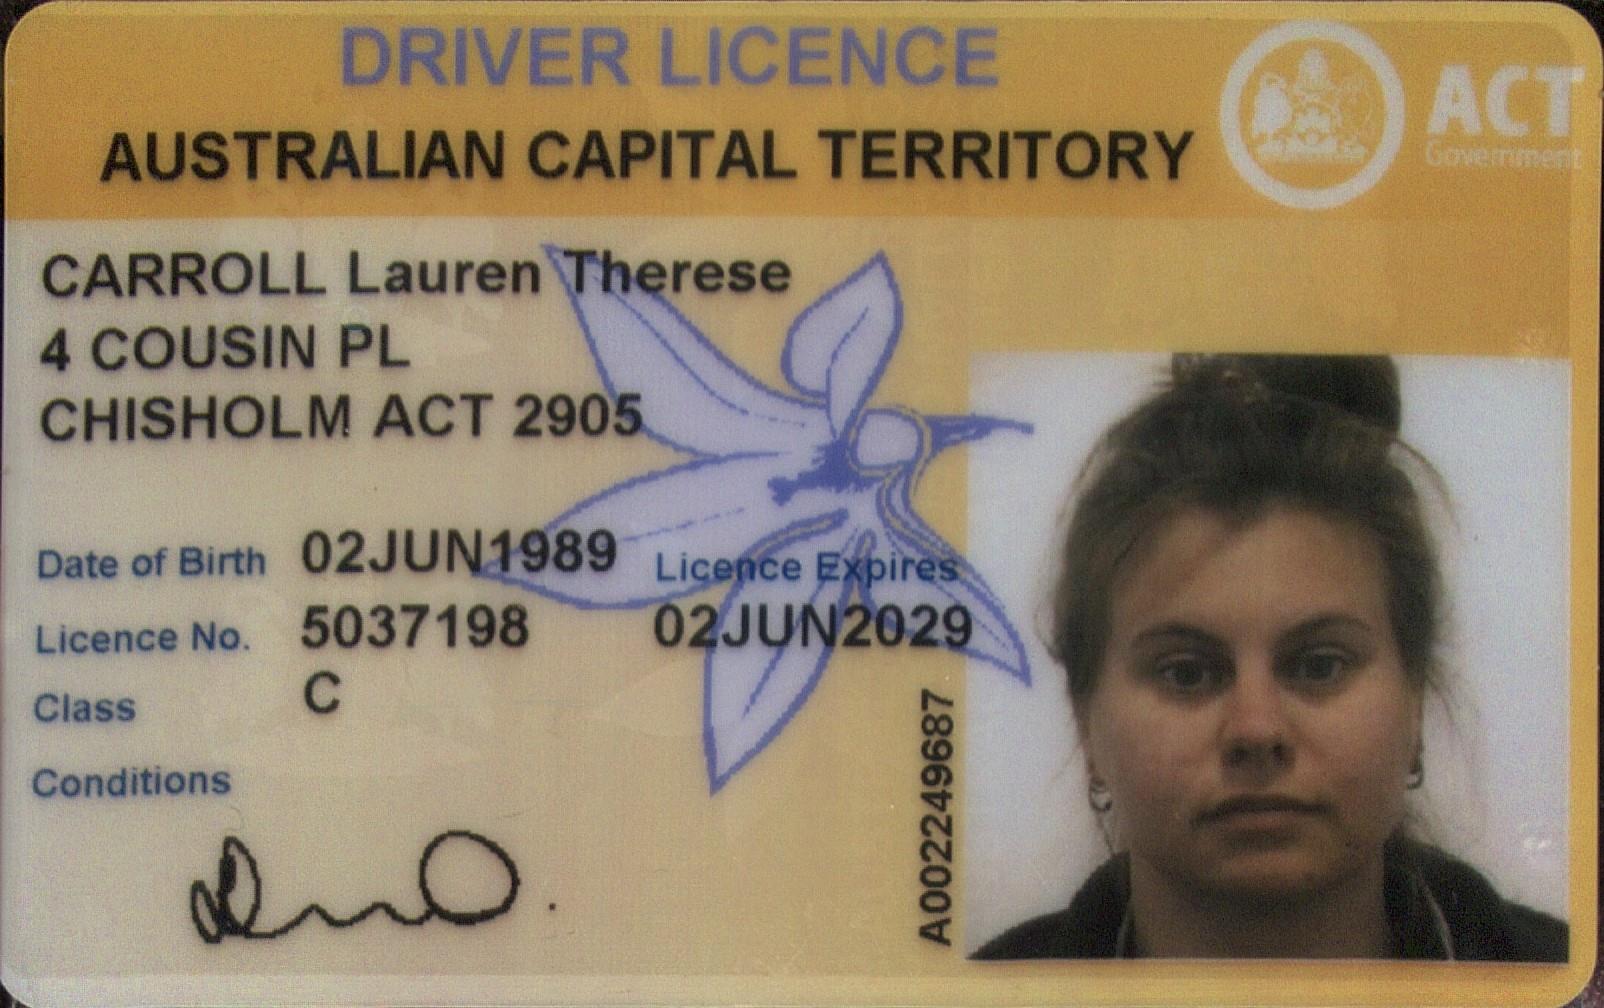 DRIVER LICENCE
AUSTRALIAN CAPITAL TERRITORY
ACT
Government
CARROLL Lauren Therese
4 COUSIN PL
CHISHOLM ACT 2905
Date of Birth 02JUN1989
Licence Expires
Licence No. 5037198 02JUN2029
Class C
Conditions
A002249687